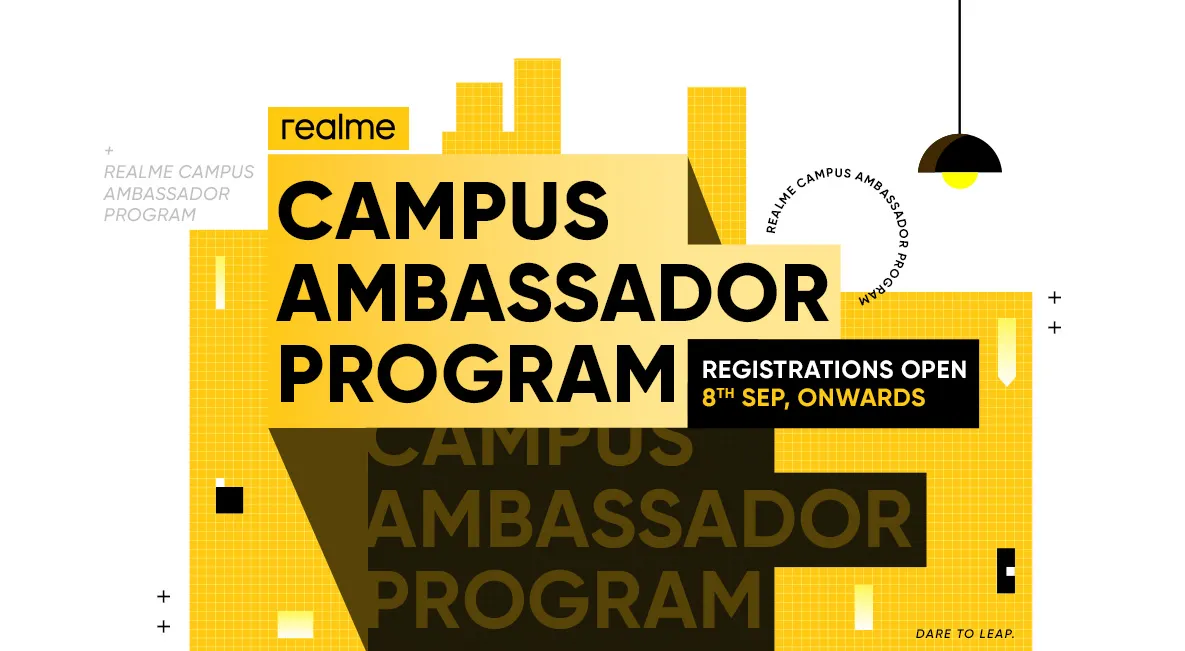 realme
+
REALME CAMPUS
AMBASSADOR
PROGRAM
CAMPUS
AMBASSADOR
PROGRAM
REALME CAMPUS AMBASSADOR PROGRAM
REGISTRATIONS OPEN
8TH SEP, ONWARDS
CAMPUS
AMBASSADOR
PROGRAM
DARE TO LEAP.